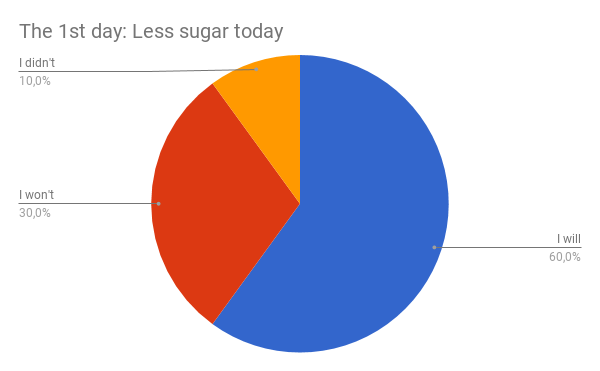 The 1st day: Less sugar today
I didn't
10,0%
I won't
30,0%
I will
60,0%